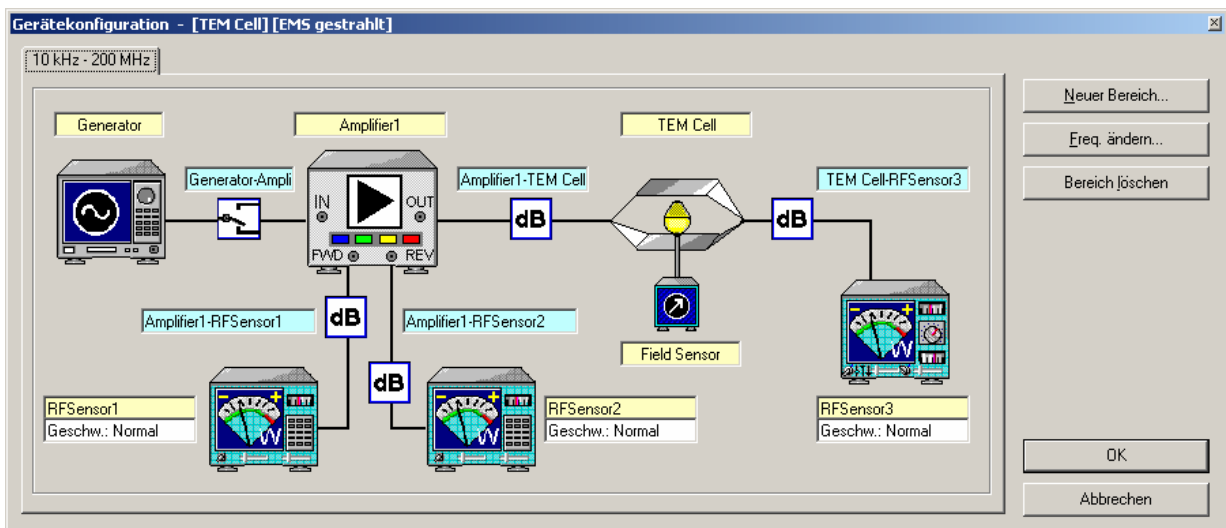 Gerätekonfiguration - [TEM Cell] [EMS gestrahlt]
10 kHz - 200 MHz
Neuer Bereich...
Freq. ändern...
Bereich löschen
Generator
Amplifier1
TEM Cell
Generator-Ampli
Amplifier1-TEM Cell
TEM Cell-RFSensor3
IN
OUT
FWD
REV
dB
dB
Amplifier1-RFSensor1
dB
Amplifier1-RFSensor2
dB
Field Sensor
RFSensor1
Geschw.: Normal
RFSensor2
Geschw.: Normal
RFSensor3
Geschw.: Normal
OK
Abbrechen